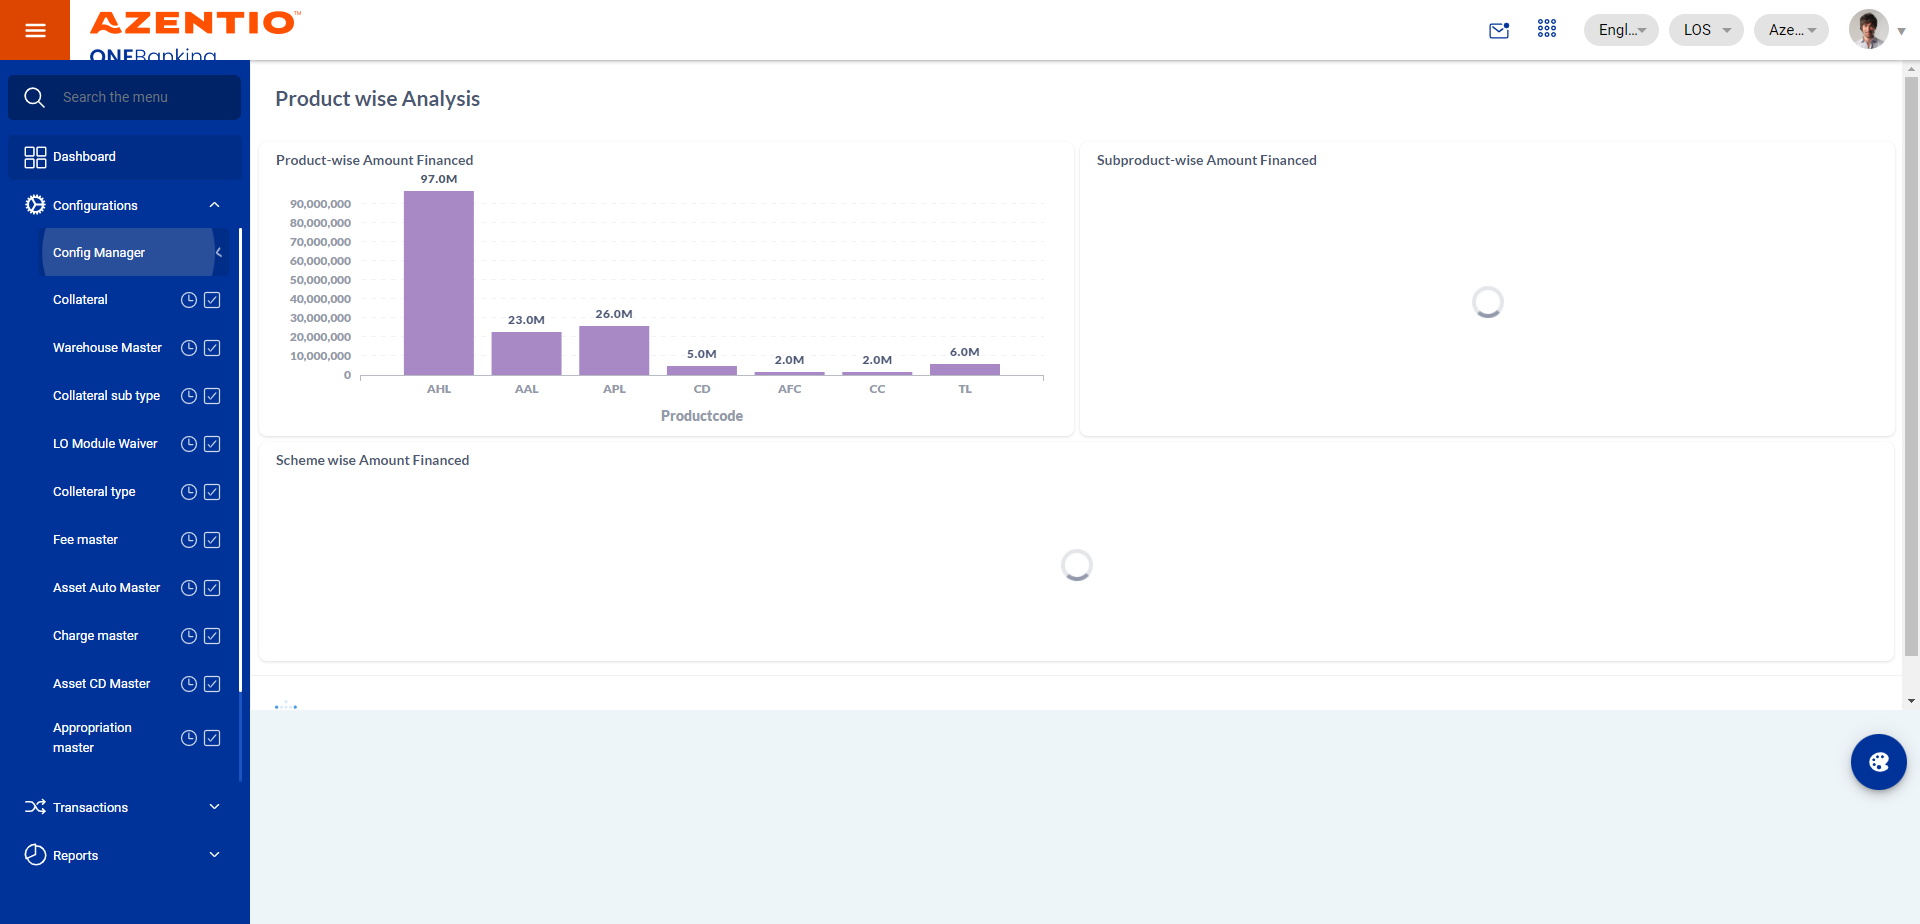 AZENTIO™
ONEBanking
Engl...
LOS
Aze...
Search the menu
Dashboard
Configurations
Config Manager
Collateral
Warehouse Master
Collateral sub type
LO Module Waiver
Colleteral type
Fee master
Asset Auto Master
Charge master
Asset CD Master
Appropriation
master
Transactions
Reports
Product wise Analysis
Product-wise Amount Financed
97.0M
90,000,000
80,000,000
70,000,000
60,000,000
50,000,000
40,000,000
30,000,000
20,000,000
10,000,000
0
23.0M
26.0M
5.0M
2.0M
2.0M
6.0M
AHL
AAL
APL
CD
AFC
CC
TL
Productcode
Subproduct-wise Amount Financed
Scheme wise Amount Financed